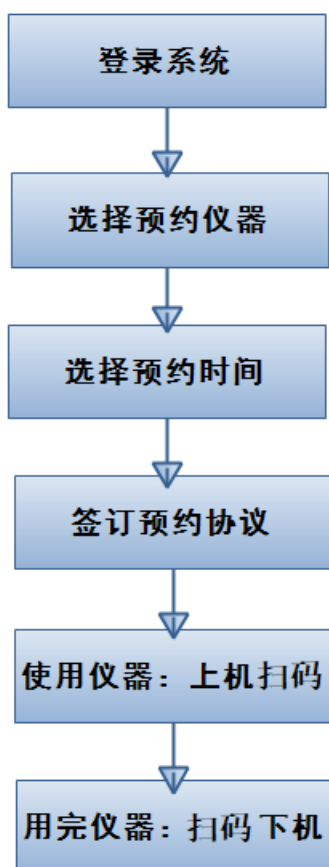 登录系统
选择预约仪器
选择预约时间
签订预约协议
使用仪器：上机扫码
用完仪器：扫码下机